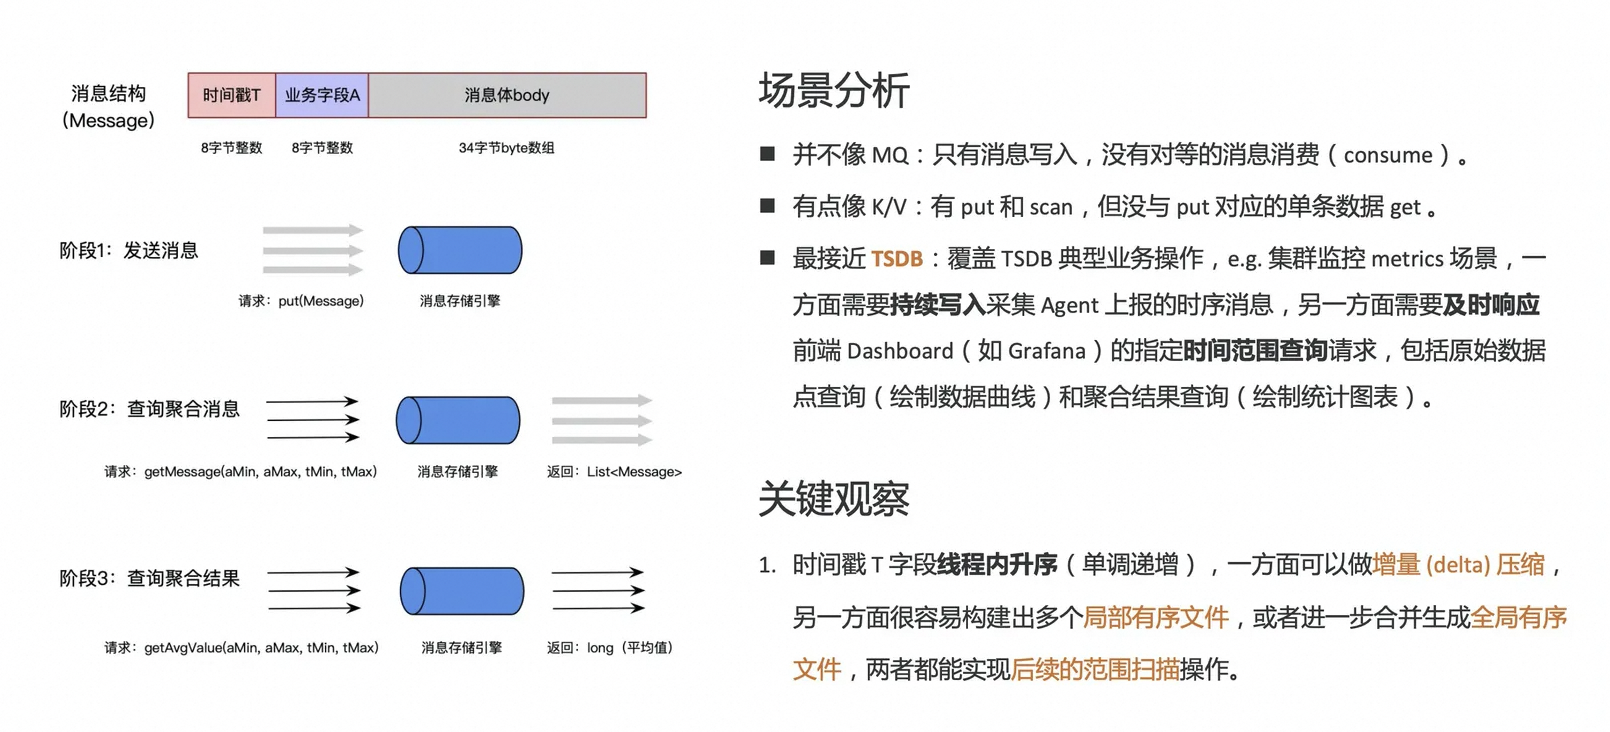 消息结构
(Message)
时间戳T
业务字段A
消息体body
8字节整数
8字节整数
34字节byte数组
阶段1：发送消息
请求：put(Message)
消息存储引擎
阶段2：查询聚合消息
请求：getMessage(aMin, aMax, tMin, tMax)
消息存储引擎
返回：List<Message>
阶段3：查询聚合结果
请求：getAvgValue(aMin, aMax, tMin, tMax)
消息存储引擎
返回：long（平均值）
场景分析
■ 并不像 MQ：只有消息写入，没有对等的消息消费（consume）。
■ 有点像 K/V：有 put 和 scan，但没与 put 对应的单条数据 get 。
■ 最接近 TSDB：覆盖 TSDB 典型业务操作，e.g. 集群监控 metrics 场景，一
方面需要持续写入采集 Agent 上报的时序消息，另一方面需要及时响应
前端 Dashboard（如 Grafana）的指定时间范围查询请求，包括原始数据
点查询（绘制数据曲线）和聚合结果查询（绘制统计图表）。
关键观察
1. 时间戳 T 字段线程内升序（单调递增），一方面可以做增量 (delta) 压缩，
另一方面很容易构建出多个局部有序文件，或者进一步合并生成全局有序
文件，两者都能实现后续的范围扫描操作。